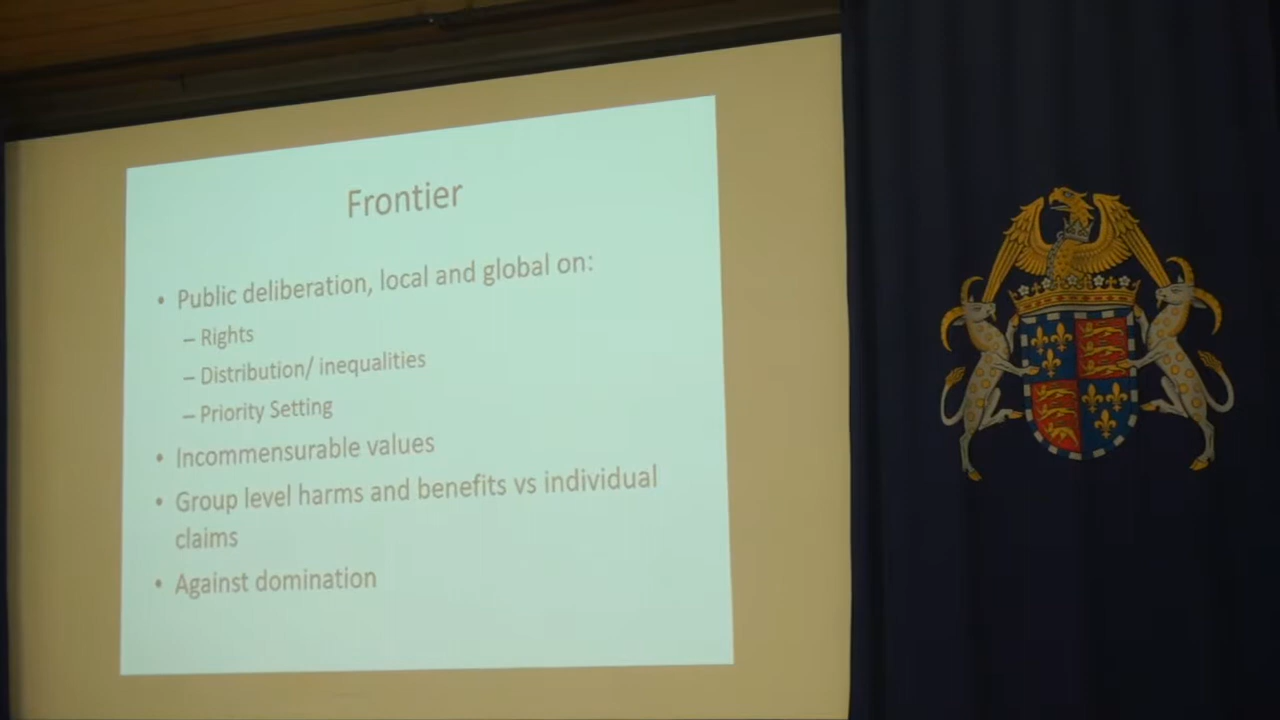 Frontier
• Public deliberation, local and global on:
– Rights
– Distribution/ inequalities
– Priority Setting
• Incommensurable values
• Group level harms and benefits vs individual
claims
• Against domination